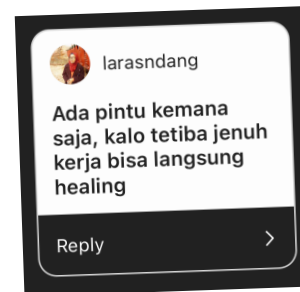 larasndang
Ada pintu kemana
saja, kalo tetiba jenuh
kerja bisa langsung
healing
Reply